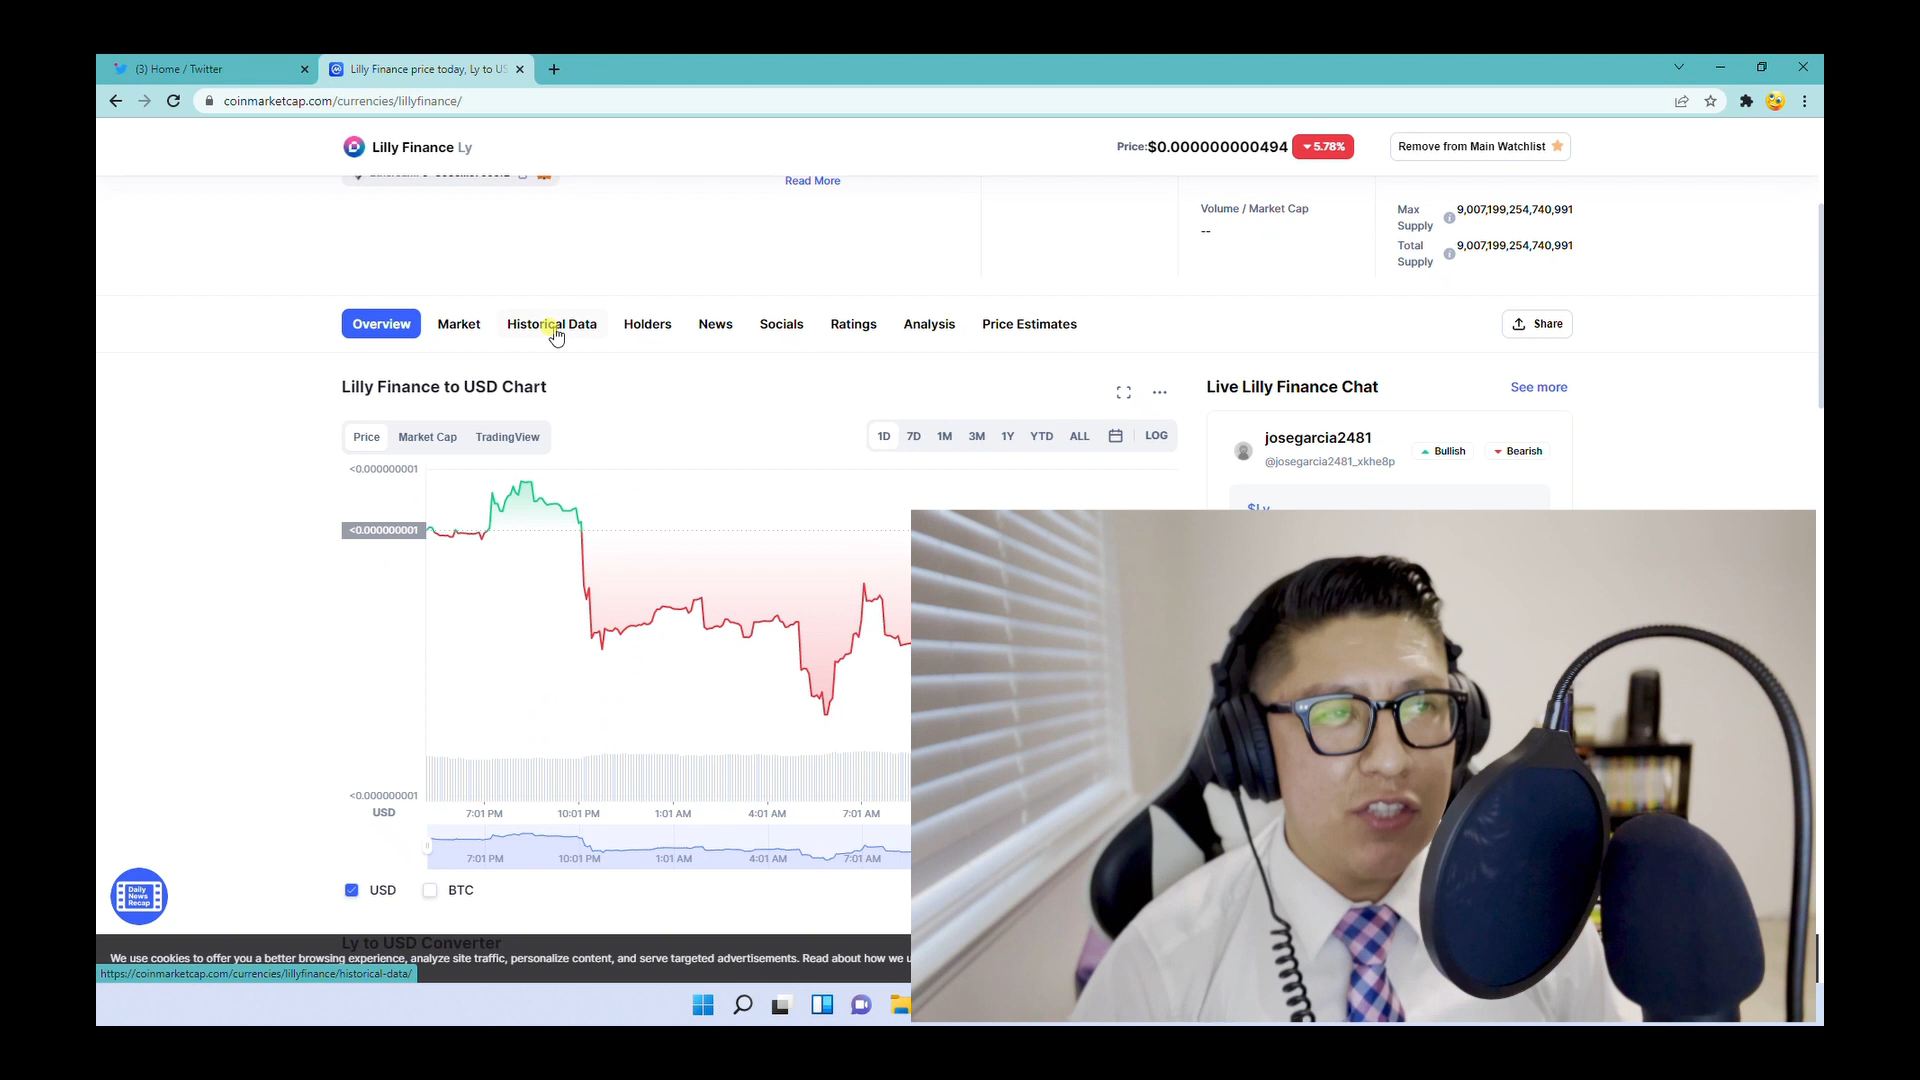 (3) Home / Twitter
Lilly Finance price today, Ly to US
coinmarketcap.com/currencies/lillyfinance/
Lilly Finance Ly
Price:$0.000000000494
5.78%
Remove from Main Watchlist
Read More
Volume / Market Cap
--
Max Supply
9,007,199,254,740,991
Total Supply
9,007,199,254,740,991
Overview
Market
Historical Data
Holders
News
Socials
Ratings
Analysis
Price Estimates
Share
Lilly Finance to USD Chart
Price
Market Cap
TradingView
1D
7D
1M
3M
1Y
YTD
ALL
LOG
<0.000000001
<0.000000001
<0.000000001
USD
7:01 PM
10:01 PM
1:01 AM
4:01 AM
7:01 AM
7:01 PM
10:01 PM
1:01 AM
4:01 AM
7:01 AM
USD
BTC
Live Lilly Finance Chat
See more
josegarcia2481
@josegarcia2481_xkhe8p
Bullish
Bearish
$Ly
Daily
News
Recap
Ly to USD Converter
We use cookies to offer you a better browsing experience, analyze site traffic, personalize content, and serve targeted advertisements. Read about how we u
https://coinmarketcap.com/currencies/lillyfinance/historical-data/